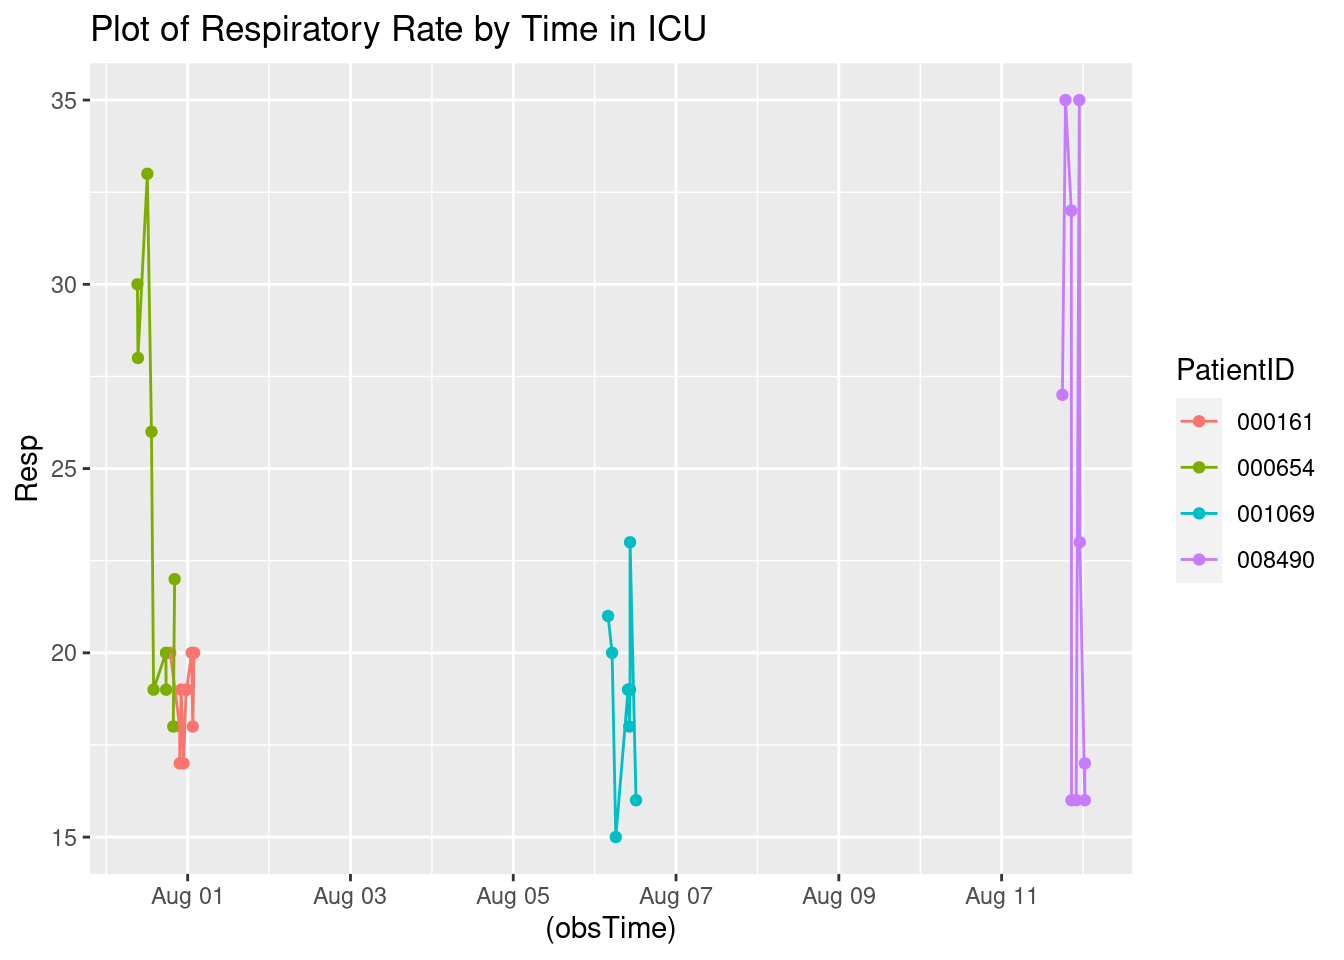 Plot of Respiratory Rate by Time in ICU
Resp
35
30
25
20
15
Aug 01 Aug 03 Aug 05 Aug 07 Aug 09 Aug 11
(obsTime)
PatientID
000161
000654
001069
008490